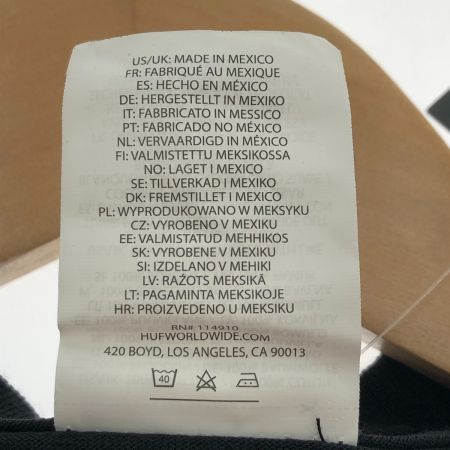 US/UK: MADE IN MEXICO
FR: FABRIQUÉ AU MEXIQUE
ES: HECHO EN MÉXICO
DE: HERGESTELLT IN MEXIKO
IT: FABBRICATO IN MESSICO
PT: FABRICADO NO MÉXICO
NL: VERVAARDIGD IN MÉXICO
FI: VALMISTETTU MEKSIKOSSA
NO: LAGET I MEXICO
SE: TILLVERKAD I MEXIKO
DK: FREMSTILLET I MEXICO
PL: WYPRODUKOWANO W MEKSYKU
CZ: VYROBENO V MEXIKU
EE: VALMISTATUD MEHHIKOS
SK: VYROBENE V MEXIKU
SI: IZDELANO V MEHIKI
LV: RAŽOTS MEKSIKĀ
LT: PAGAMINTA MEKSIKOJE
HR: PROIZVEDENO U MEKSIKU
RN# 114910
HUFWORLDWIDE.COM
420 BOYD, LOS ANGELES, CA 90013
40